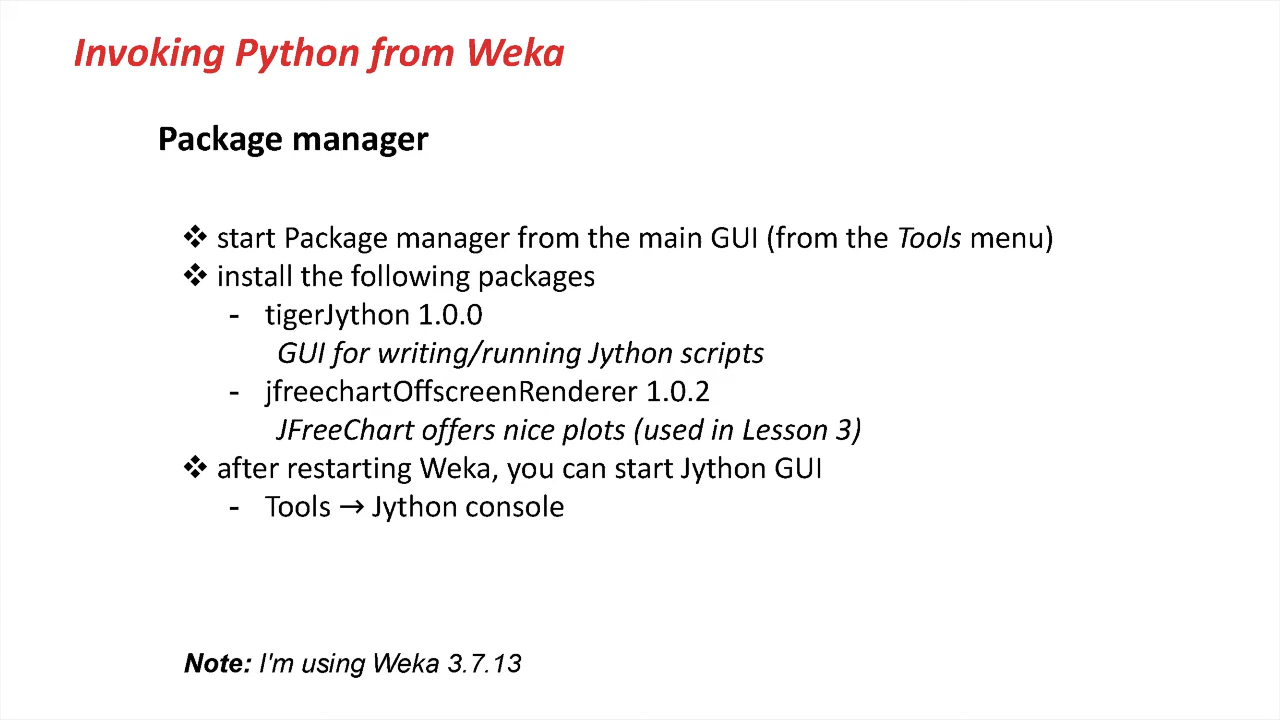 Invoking Python from Weka
Package manager
❖ start Package manager from the main GUI (from the Tools menu)
❖ install the following packages
- tigerJython 1.0.0
GUI for writing/running Jython scripts
- jfreechartOffscreenRenderer 1.0.2
JFreeChart offers nice plots (used in Lesson 3)
❖ after restarting Weka, you can start Jython GUI
- Tools → Jython console
Note: I'm using Weka 3.7.13